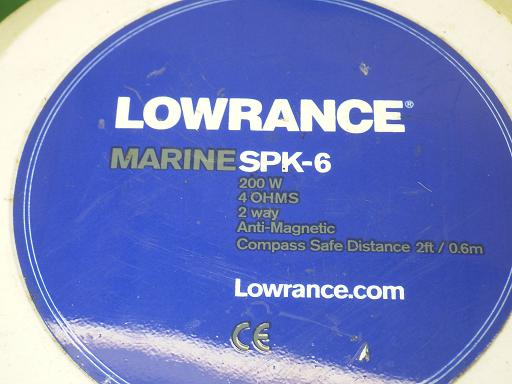 LOWRANCE®
MARINE SPK-6
200 W
4 OHMS
2 way
Anti-Magnetic
Compass Safe Distance 2ft / 0.6m
Lowrance.com
CE